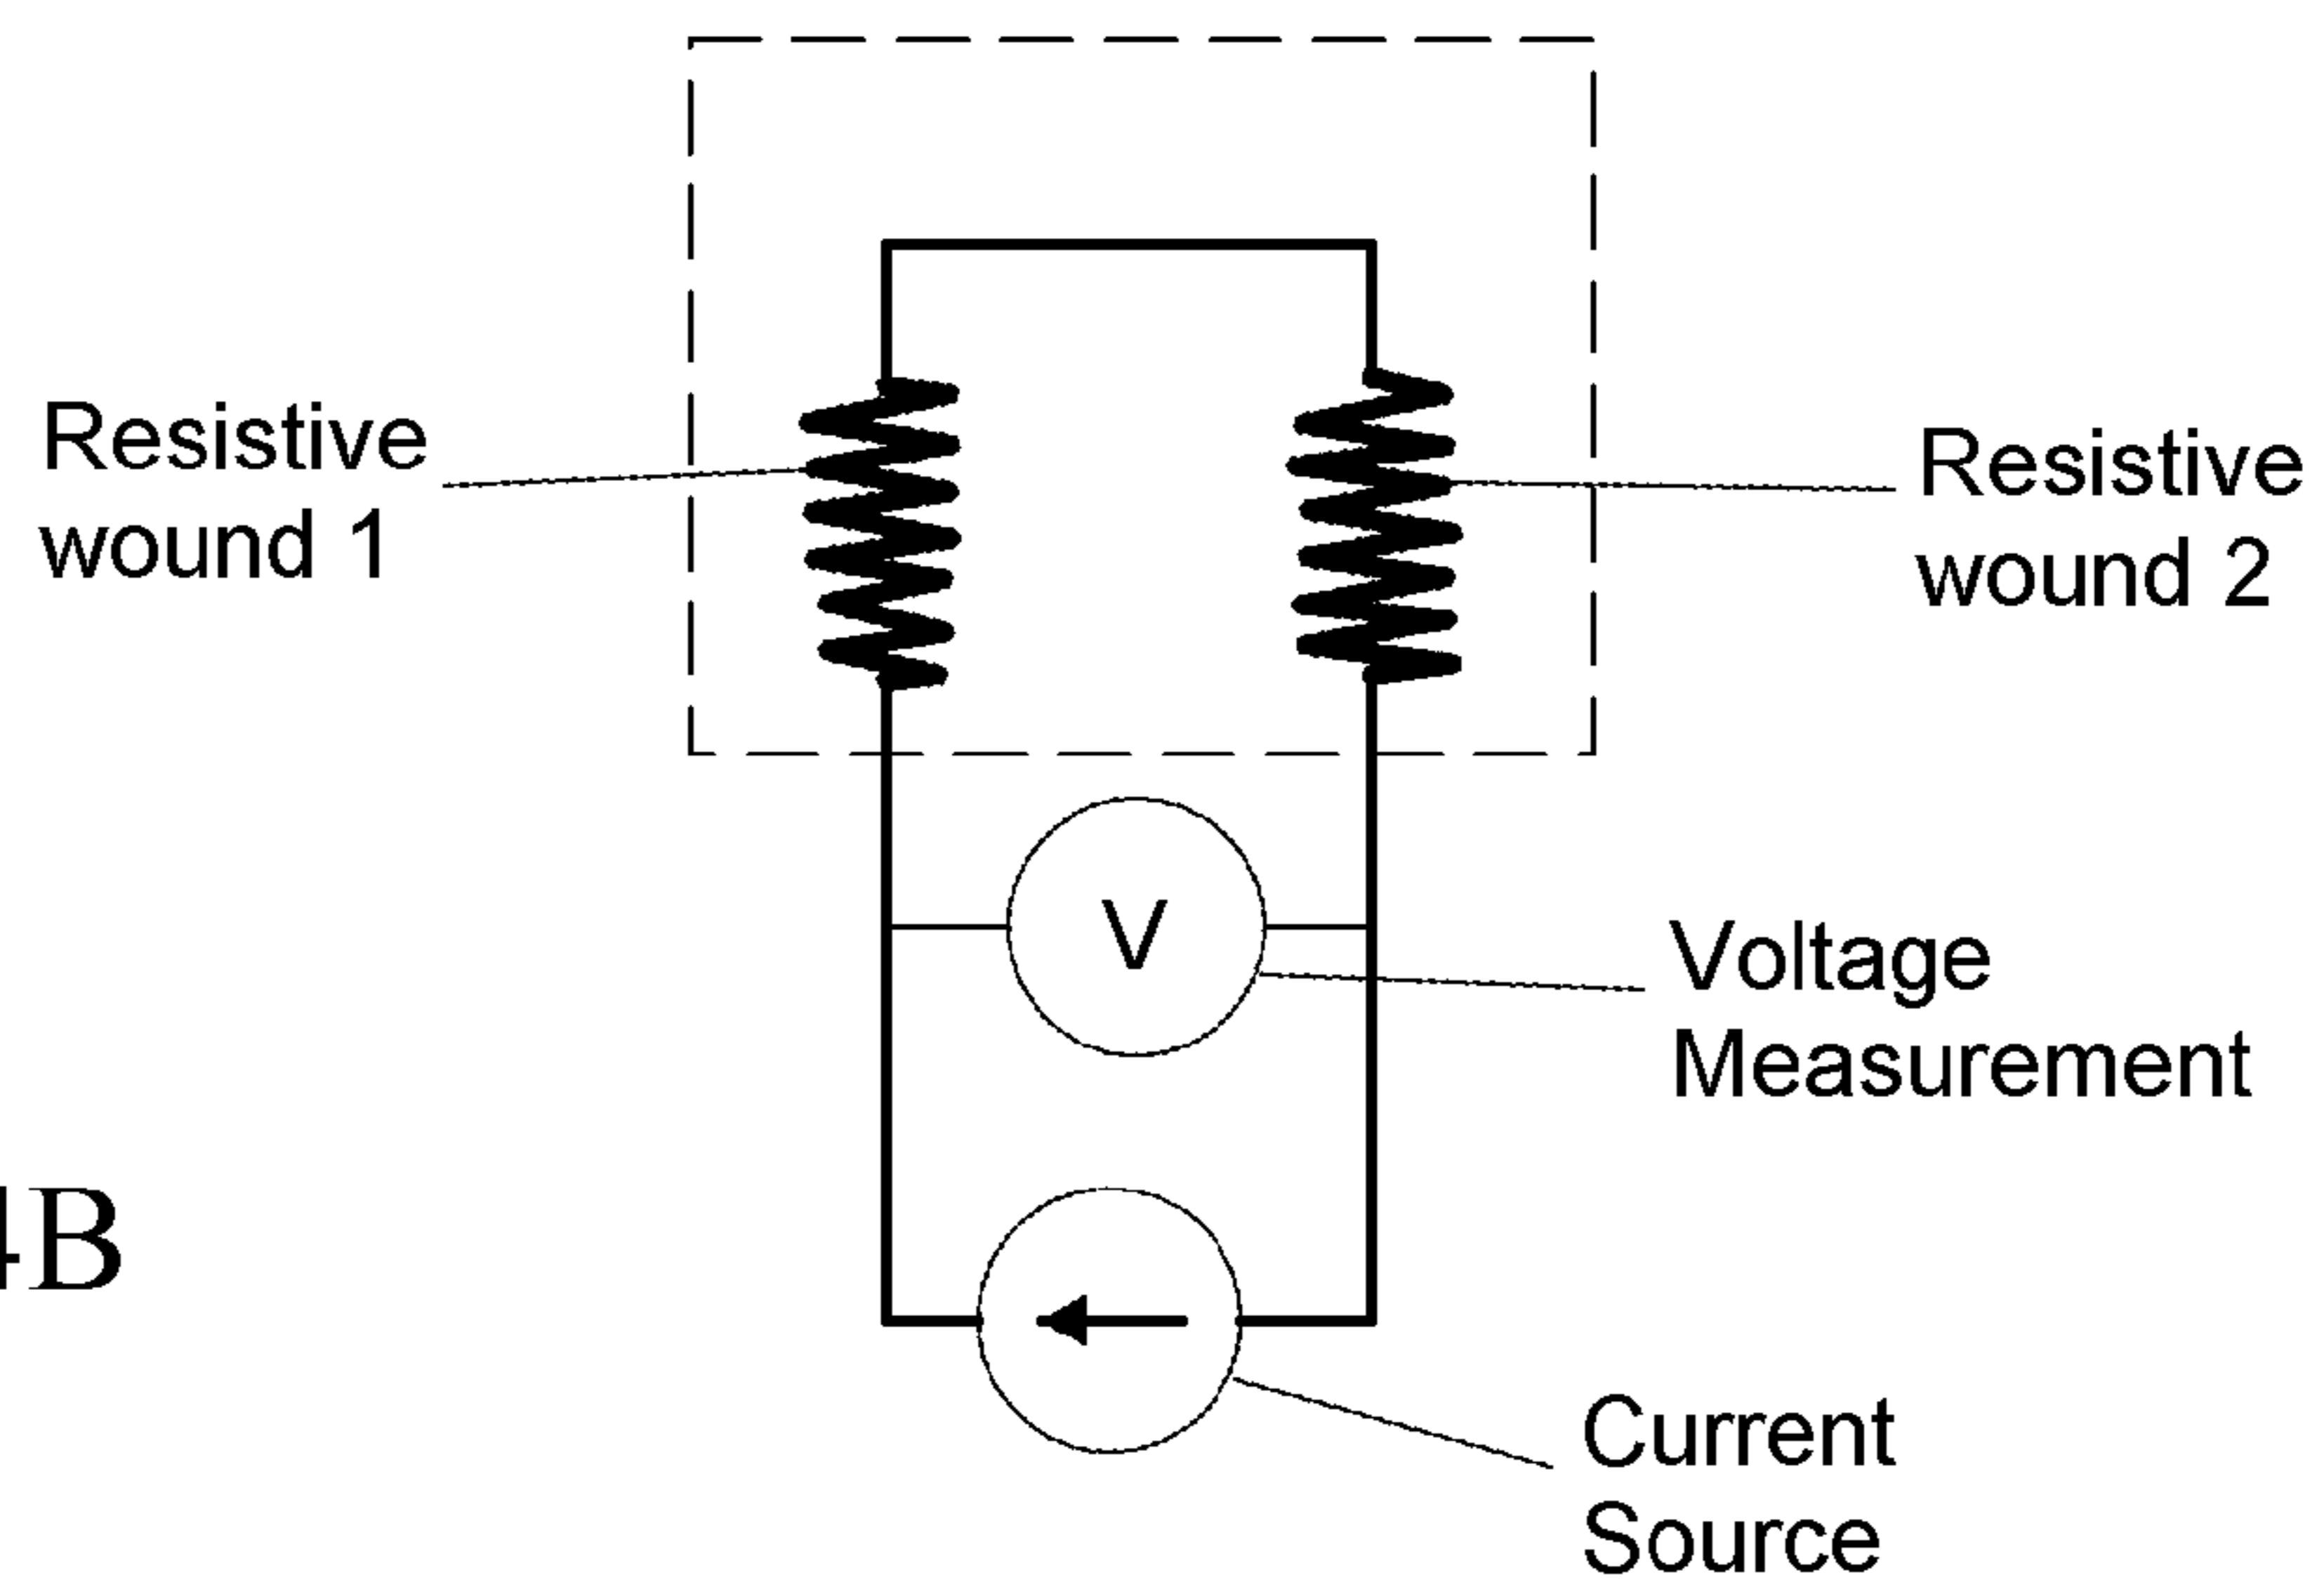 Resistive
wound 1
Resistive
wound 2
V
Voltage
Measurement
4B
Current
Source